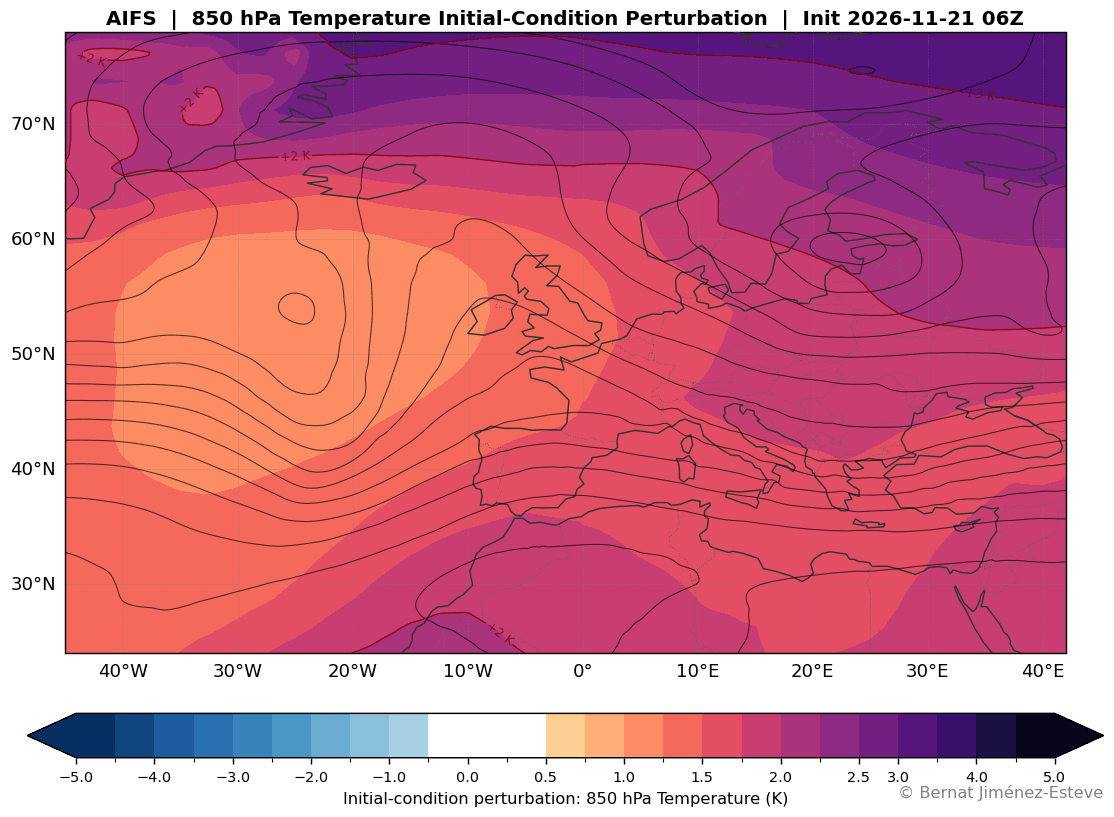 AIFS | 850 hPa Temperature Initial-Condition Perturbation | Init 2026-11-21 06Z
+2 K
+2 K
+3 K
70°N
+2 K
60°N
50°N
40°N
30°N
+2 K
40°W 30°W 20°W 10°W 0° 10°E 20°E 30°E 40°E
−5.0 −4.0 −3.0 −2.0 −1.0 0.0 0.5 1.0 1.5 2.0 2.5 3.0 4.0 5.0
Initial-condition perturbation: 850 hPa Temperature (K)
© Bernat Jiménez-Esteve